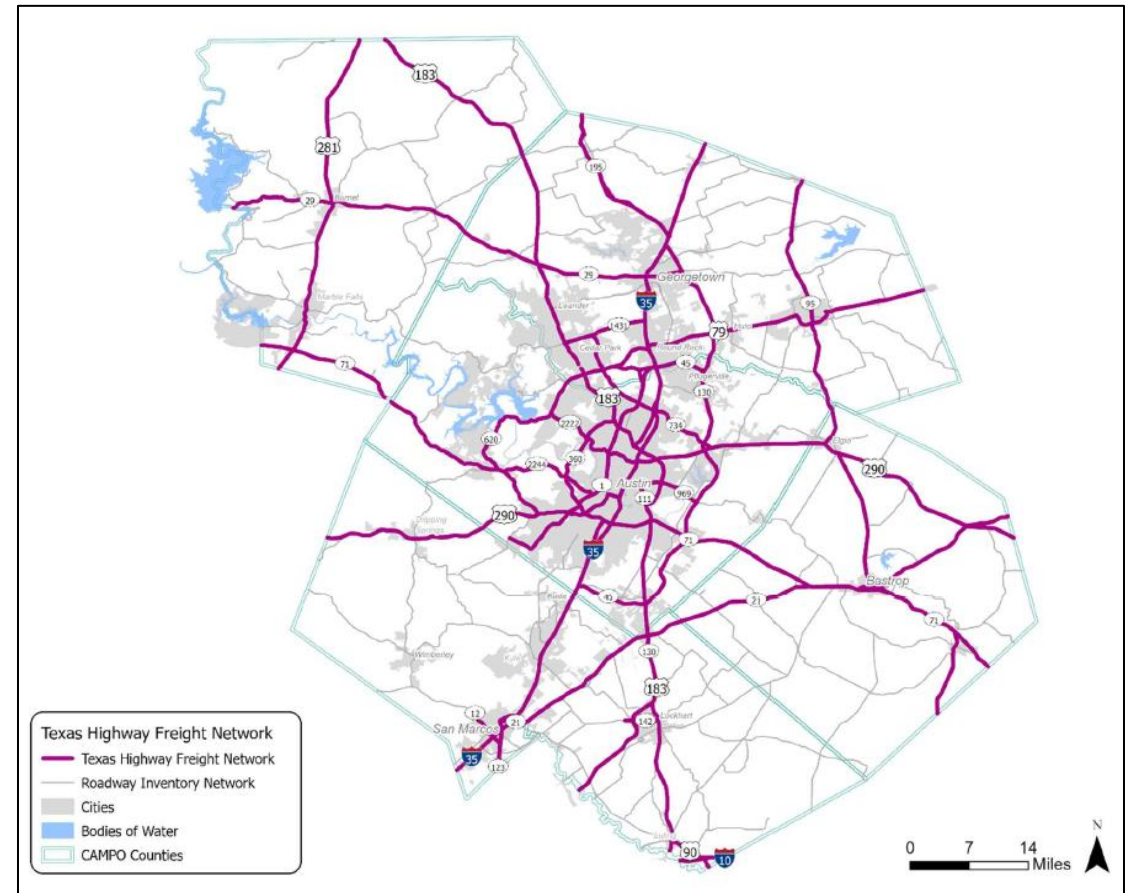 183
281
195
29
Burnet
29
Georgetown
35
95
Marble Falls
Leander
1431
79
Hutto
Cedar Park
Round Rock
71
45
Pflugerville
183
130
620
2222
734
Elgin
360
2244
290
1
Austin
969
111
290
Dripping
Springs
35
71
Bastrop
Buda
45
21
71
130
Wimberley
Kyle
183
12
San Marcos
21
142
Lockhart
35
123
Luling
90
10
Texas Highway Freight Network
Texas Highway Freight Network
Roadway Inventory Network
Cities
Bodies of Water
CAMPO Counties
N
0 7 14
Miles